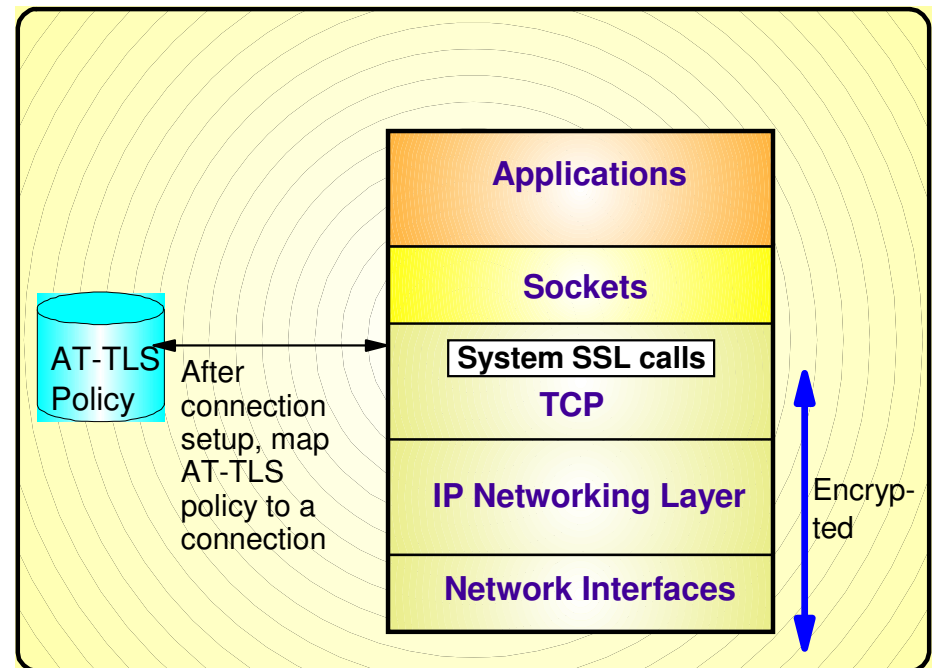 Applications
Sockets
System SSL calls
TCP
IP Networking Layer
Network Interfaces
AT-TLS
Policy
After
connection
setup, map
AT-TLS
policy to a
connection
Encryp-
ted